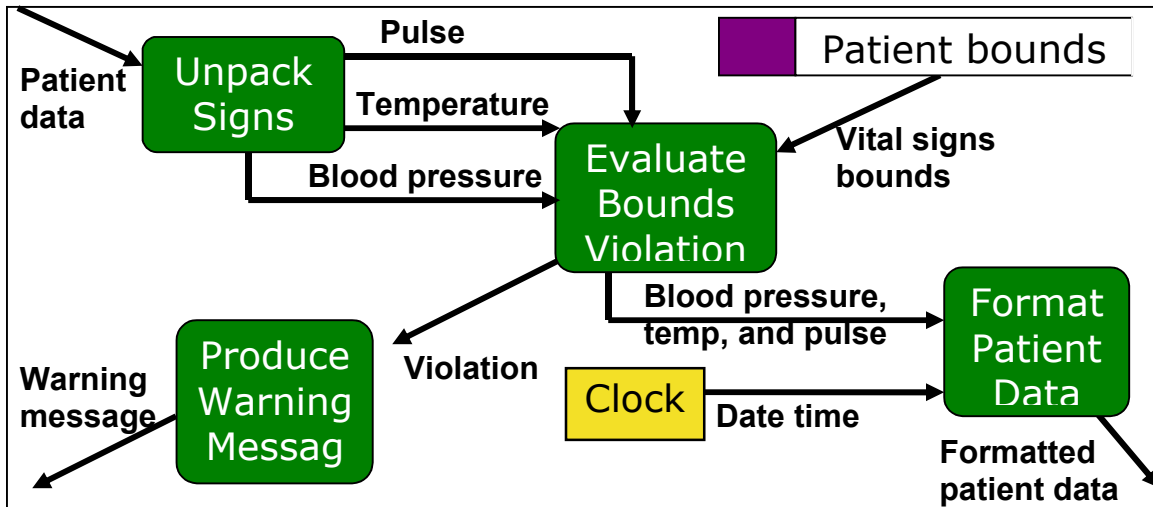 Pulse
Patient bounds
Patient
data
Unpack
Signs
Temperature
Vital signs
bounds
Blood pressure
Evaluate
Bounds
Violation
Blood pressure,
temp, and pulse
Format
Patient
Data
Produce
Warning
Messag
Violation
Warning
message
Clock
Date time
Formatted
patient data